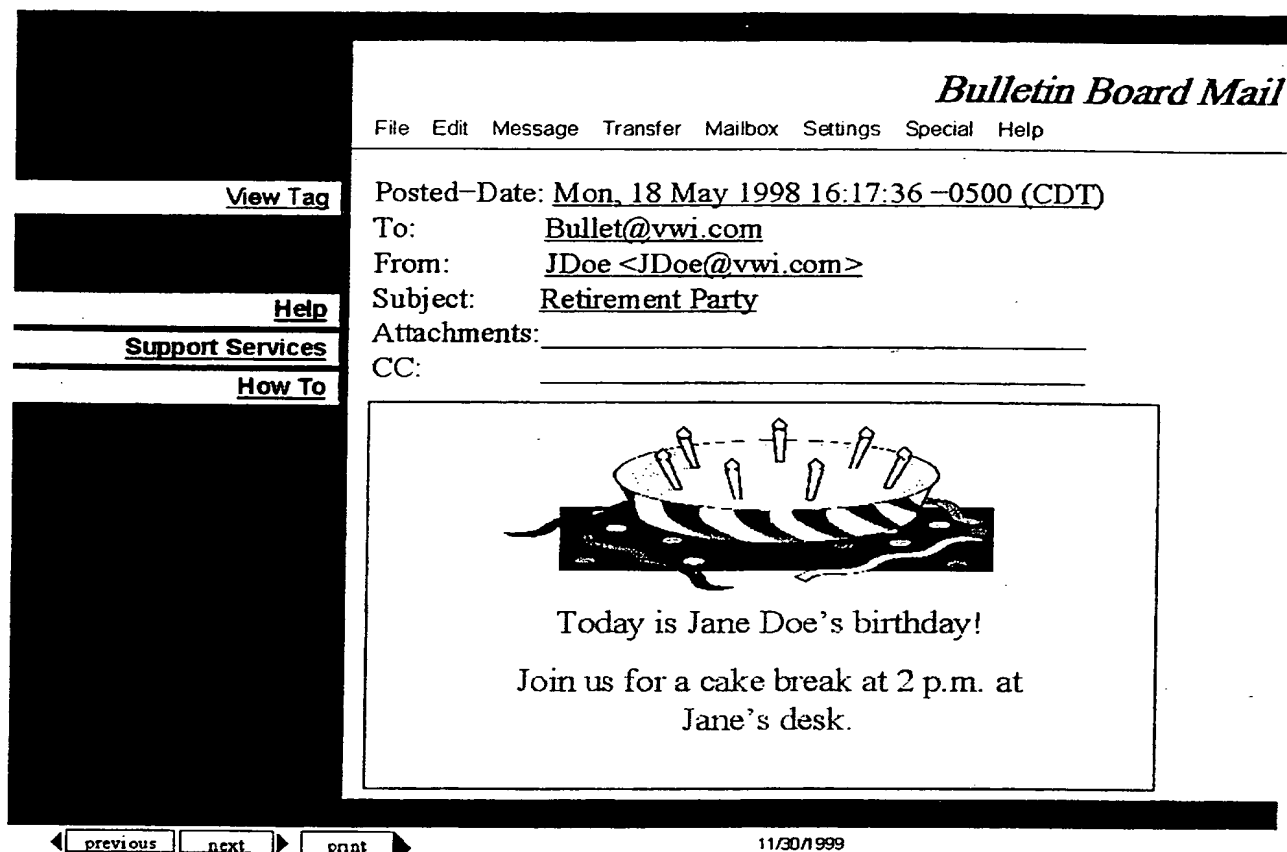 Bulletin Board Mail
File Edit Message Transfer Mailbox Settings Special Help
View Tag
Help
Support Services
How To
Posted-Date: Mon, 18 May 1998 16:17:36 -0500 (CDT)
To: Bullet@vwi.com
From: JDoe <JDoe@vwi.com>
Subject: Retirement Party
Attachments:
CC:
Today is Jane Doe's birthday!
Join us for a cake break at 2 p.m. at
Jane's desk.
previous next print 11/30/1999